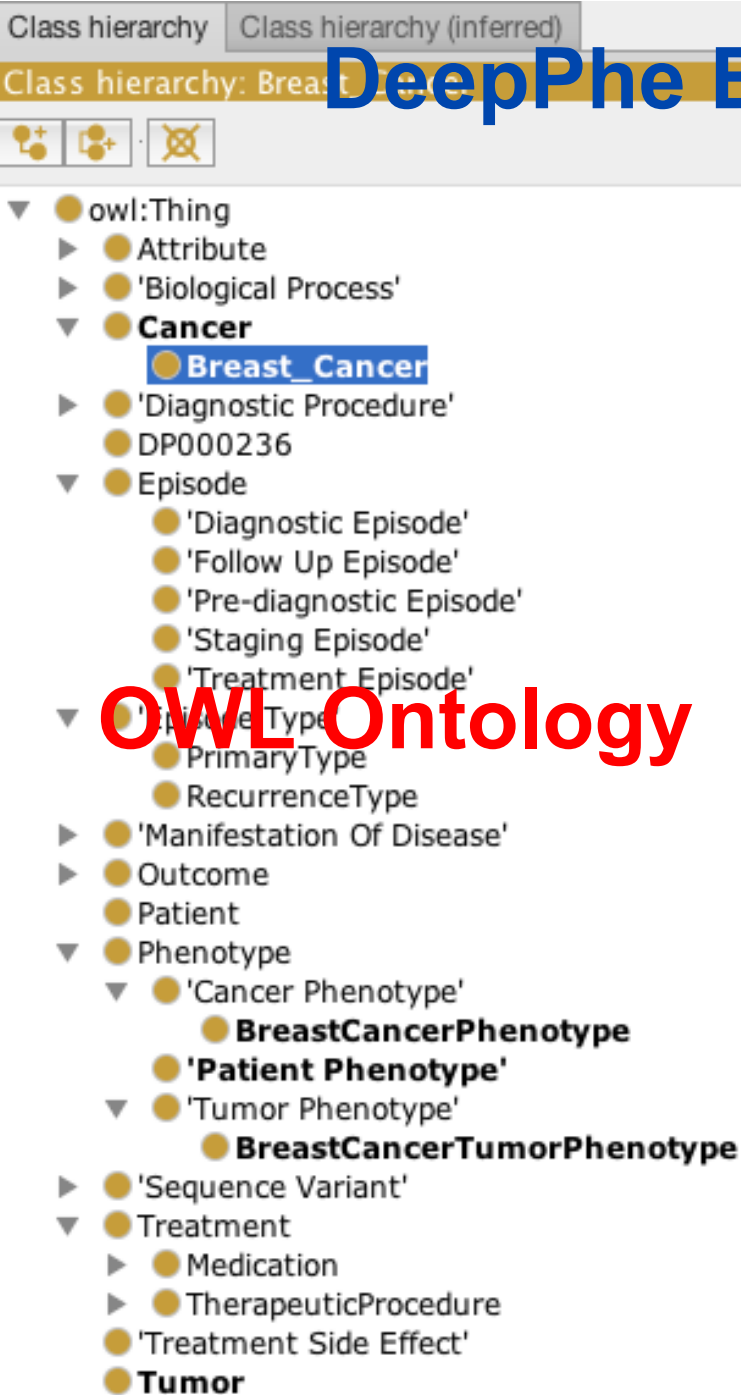 Class hierarchy Class hierarchy (inferred)
Class hierarchy: Breast_Cancer
DeepPhe
owl:Thing
Attribute
'Biological Process'
Cancer
Breast_Cancer
'Diagnostic Procedure'
DP000236
Episode
'Diagnostic Episode'
'Follow Up Episode'
'Pre-diagnostic Episode'
'Staging Episode'
'Treatment Episode'
'Episode Type'
OWL Ontology
PrimaryType
RecurrenceType
'Manifestation Of Disease'
Outcome
Patient
Phenotype
'Cancer Phenotype'
BreastCancerPhenotype
'Patient Phenotype'
'Tumor Phenotype'
BreastCancerTumorPhenotype
'Sequence Variant'
Treatment
Medication
TherapeuticProcedure
'Treatment Side Effect'
Tumor